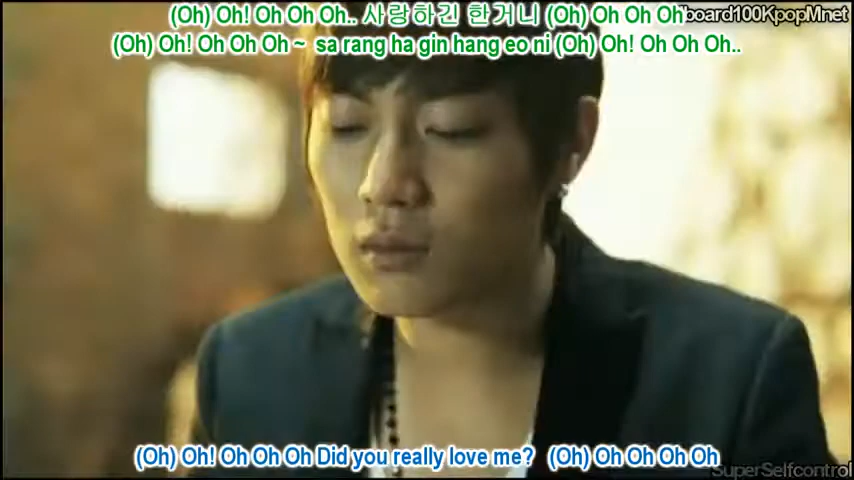 (Oh) Oh! Oh Oh Oh.. 사랑하긴 한거니 (Oh) Oh Oh Oh
board100KpopMnet
(Oh) Oh! Oh Oh Oh ~ sa rang ha gin hang eo ni (Oh) Oh! Oh Oh Oh..
(Oh) Oh! Oh Oh Oh Did you really love me? (Oh) Oh Oh Oh Oh
SuperSelfcontrol